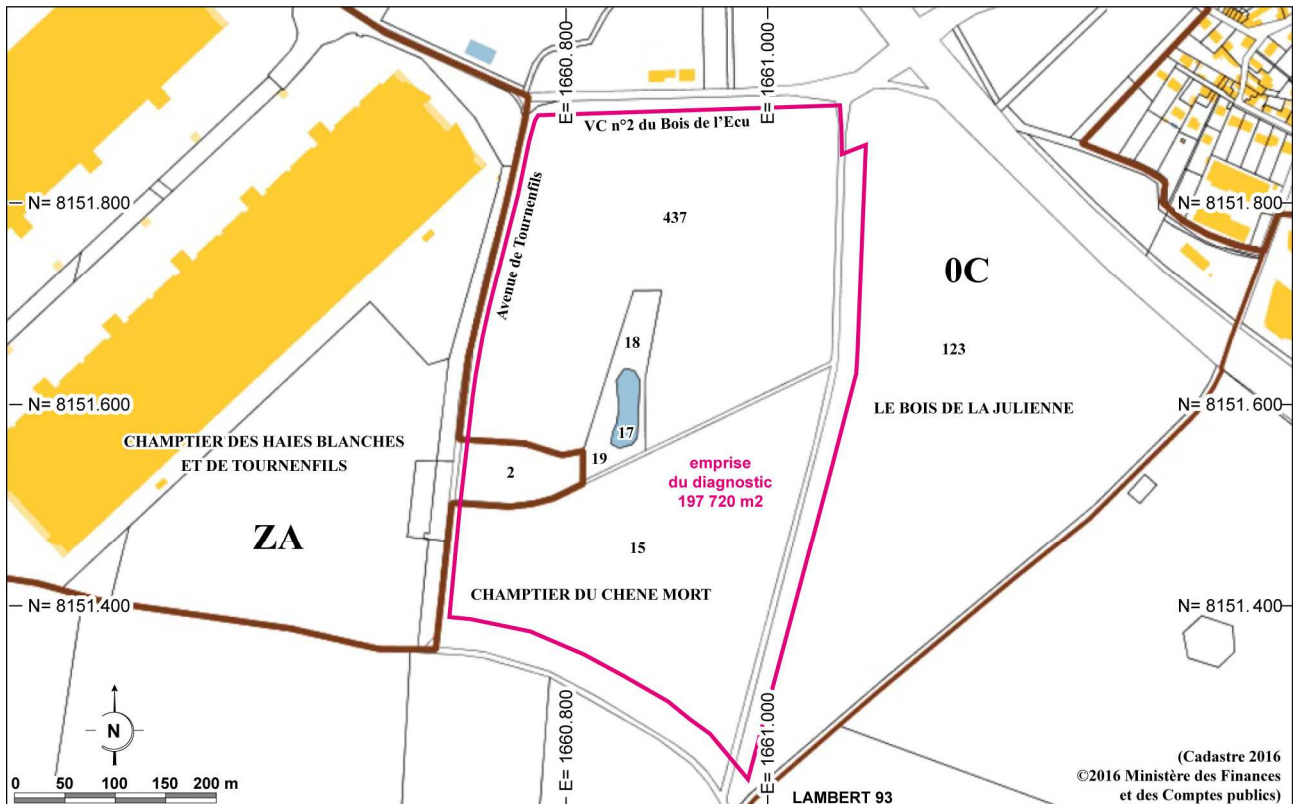 E= 1660.800
E= 1661.000
VC n°2 du Bois de l'Ecu
N= 8151.800
N= 8151.800
Avenue de Tournenfils
437
0C
18
123
N= 8151.600
N= 8151.600
LE BOIS DE LA JULIENNE
17
CHAMPTIER DES HAIES BLANCHES
ET DE TOURNENFILS
2
19
emprise
du diagnostic
197 720 m2
ZA
15
CHAMPTIER DU CHENE MORT
N= 8151.400
N= 8151.400
E= 1660.800
E= 1661.000
N
0 50 100 150 200 m
LAMBERT 93
(Cadastre 2016
©2016 Ministère des Finances
et des Comptes publics)